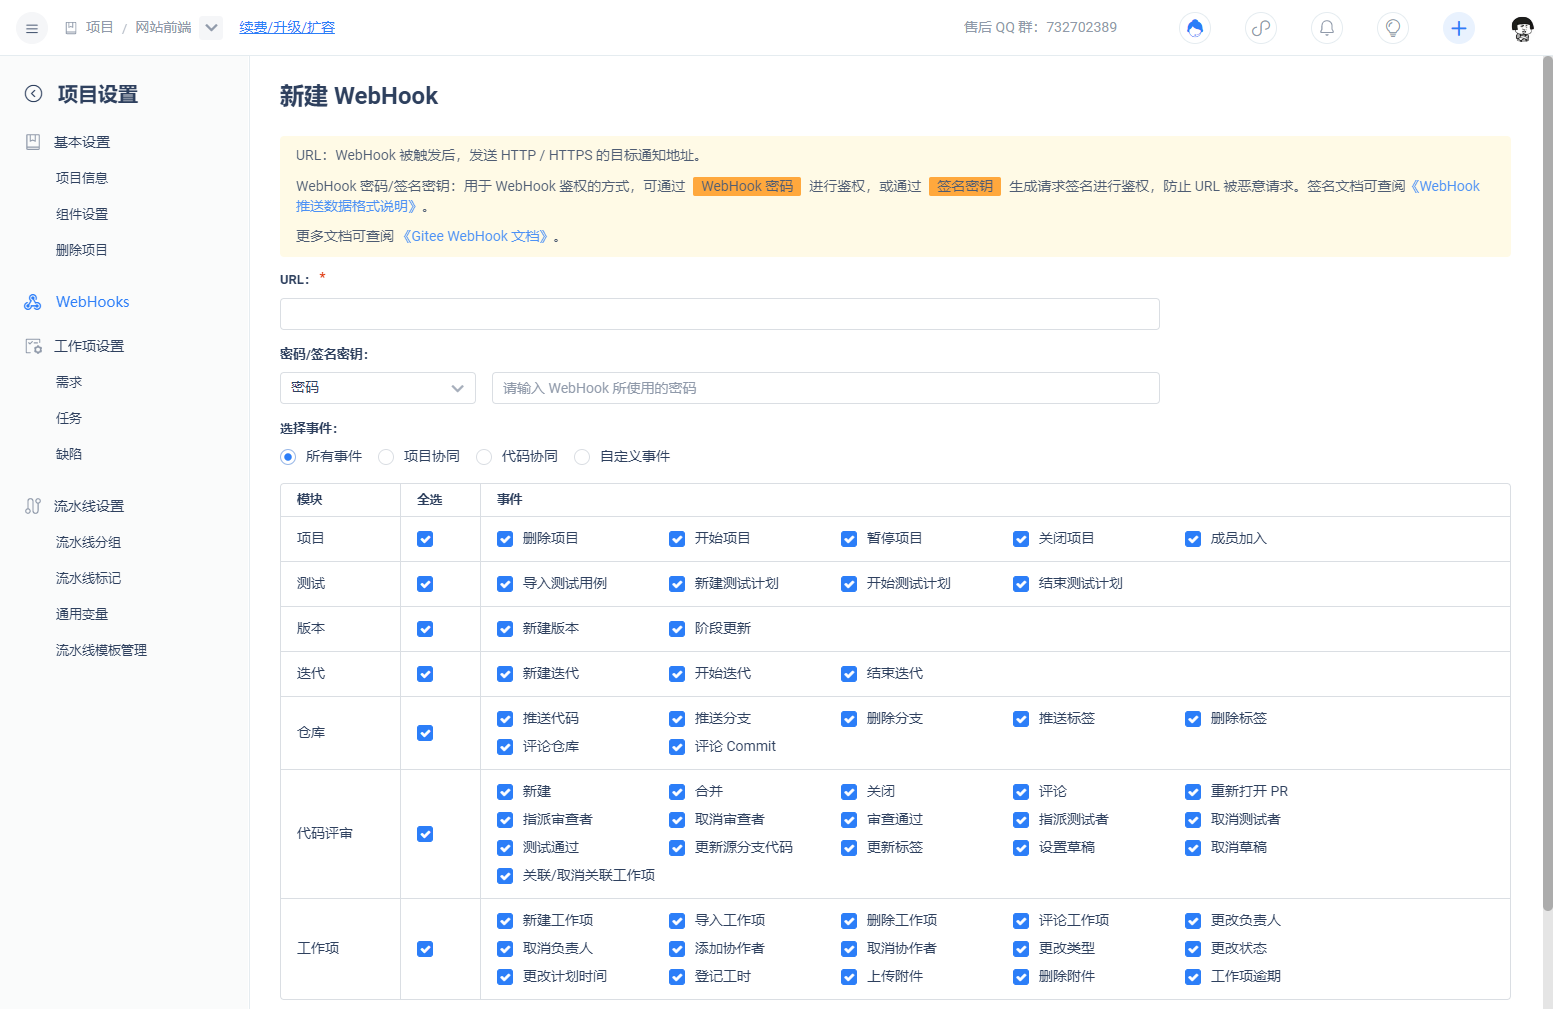 项目 / 网站前端 续费/升级/扩容 售后 QQ 群：732702389
项目设置
基本设置
项目信息
组件设置
删除项目
WebHooks
工作项设置
需求
任务
缺陷
流水线设置
流水线分组
流水线标记
通用变量
流水线模板管理
新建 WebHook
URL：WebHook 被触发后，发送 HTTP / HTTPS 的目标通知地址。
WebHook 密码/签名密钥：用于 WebHook 鉴权的方式，可通过 WebHook 密码 进行鉴权，或通过 签名密钥 生成请求签名进行鉴权，防止 URL 被恶意请求。签名文档可查阅《WebHook
推送数据格式说明》。
更多文档可查阅 《Gitee WebHook 文档》。
URL： *
密码/签名密钥：
密码 请输入 WebHook 所使用的密码
选择事件：
所有事件 项目协同 代码协同 自定义事件
模块 全选 事件
项目 删除项目 开始项目 暂停项目 关闭项目 成员加入
测试 导入测试用例 新建测试计划 开始测试计划 结束测试计划
版本 新建版本 阶段更新
迭代 新建迭代 开始迭代 结束迭代
仓库 推送代码 推送分支 删除分支 推送标签 删除标签
评论仓库 评论 Commit
代码评审 新建 合并 关闭 评论 重新打开 PR
指派审查者 取消审查者 审查通过 指派测试者 取消测试者
测试通过 更新源分支代码 更新标签 设置草稿 取消草稿
关联/取消关联工作项
工作项 新建工作项 导入工作项 删除工作项 评论工作项 更改负责人
取消负责人 添加协作者 取消协作者 更改类型 更改状态
更改计划时间 登记工时 上传附件 删除附件 工作项逾期